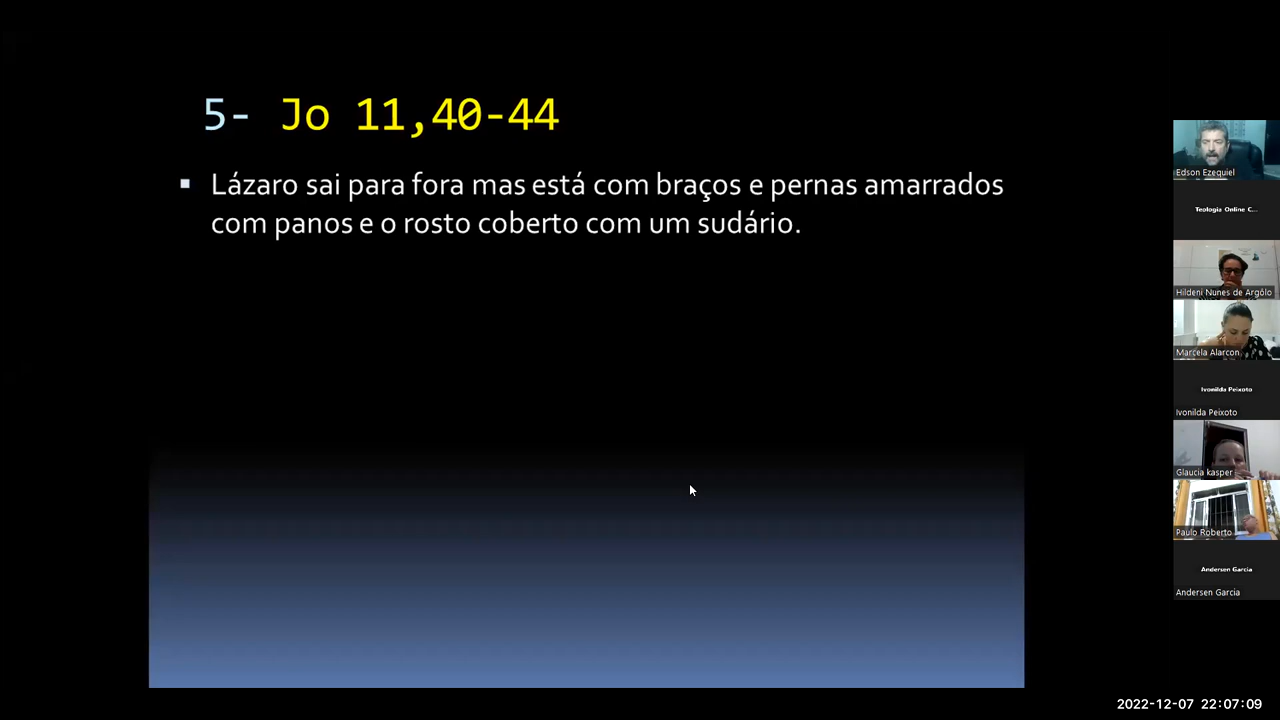 5- Jo 11,40-44
Lázaro sai para fora mas está com braços e pernas amarrados
com panos e o rosto coberto com um sudário.
Edson Ezequiel
Teologia Online C...
Hildeni Nunes de Argôlo
Marcela Alarcon
Ivonilda Peixoto
Ivonilda Peixoto
Glaucia kasper
Paulo Roberto
Andersen Garcia
Andersen Garcia
2022-12-07 22:07:09